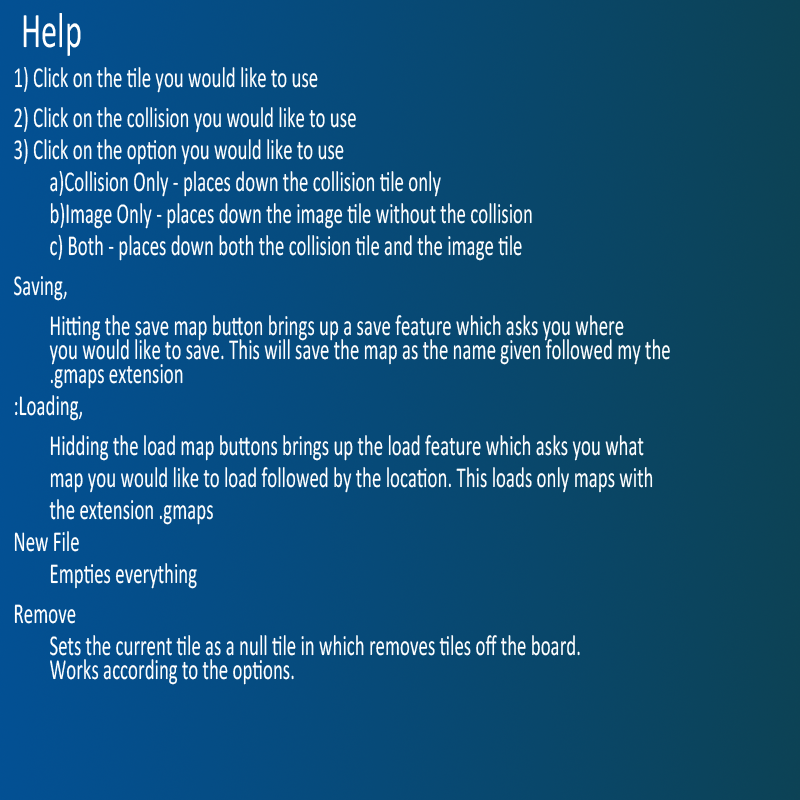 Help
1) Click on the tile you would like to use
2) Click on the collision you would like to use
3) Click on the option you would like to use
a)Collision Only - places down the collision tile only
b)Image Only - places down the image tile without the collision
c) Both - places down both the collision tile and the image tile
Saving,
Hitting the save map button brings up a save feature which asks you where
you would like to save. This will save the map as the name given followed my the
.gmaps extension
:Loading,
Hidding the load map buttons brings up the load feature which asks you what
map you would like to load followed by the location. This loads only maps with
the extension .gmaps
New File
Empties everything
Remove
Sets the current tile as a null tile in which removes tiles off the board.
Works according to the options.